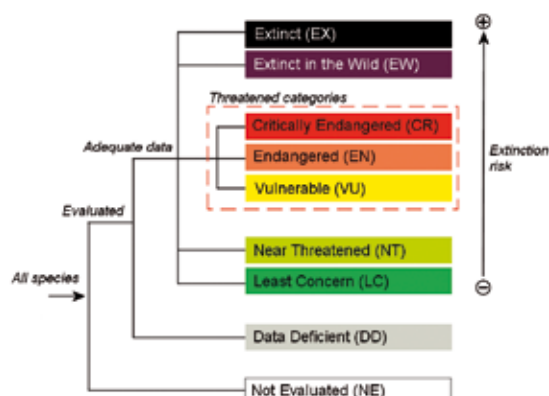 Extinct (EX)
Extinct in the Wild (EW)
Threatened categories
Critically Endangered (CR)
Adequate data
Endangered (EN)
Extinction
risk
Vulnerable (VU)
Evaluated
Near Threatened (NT)
All species
Least Concern (LC)
Data Deficient (DD)
Not Evaluated (NE)